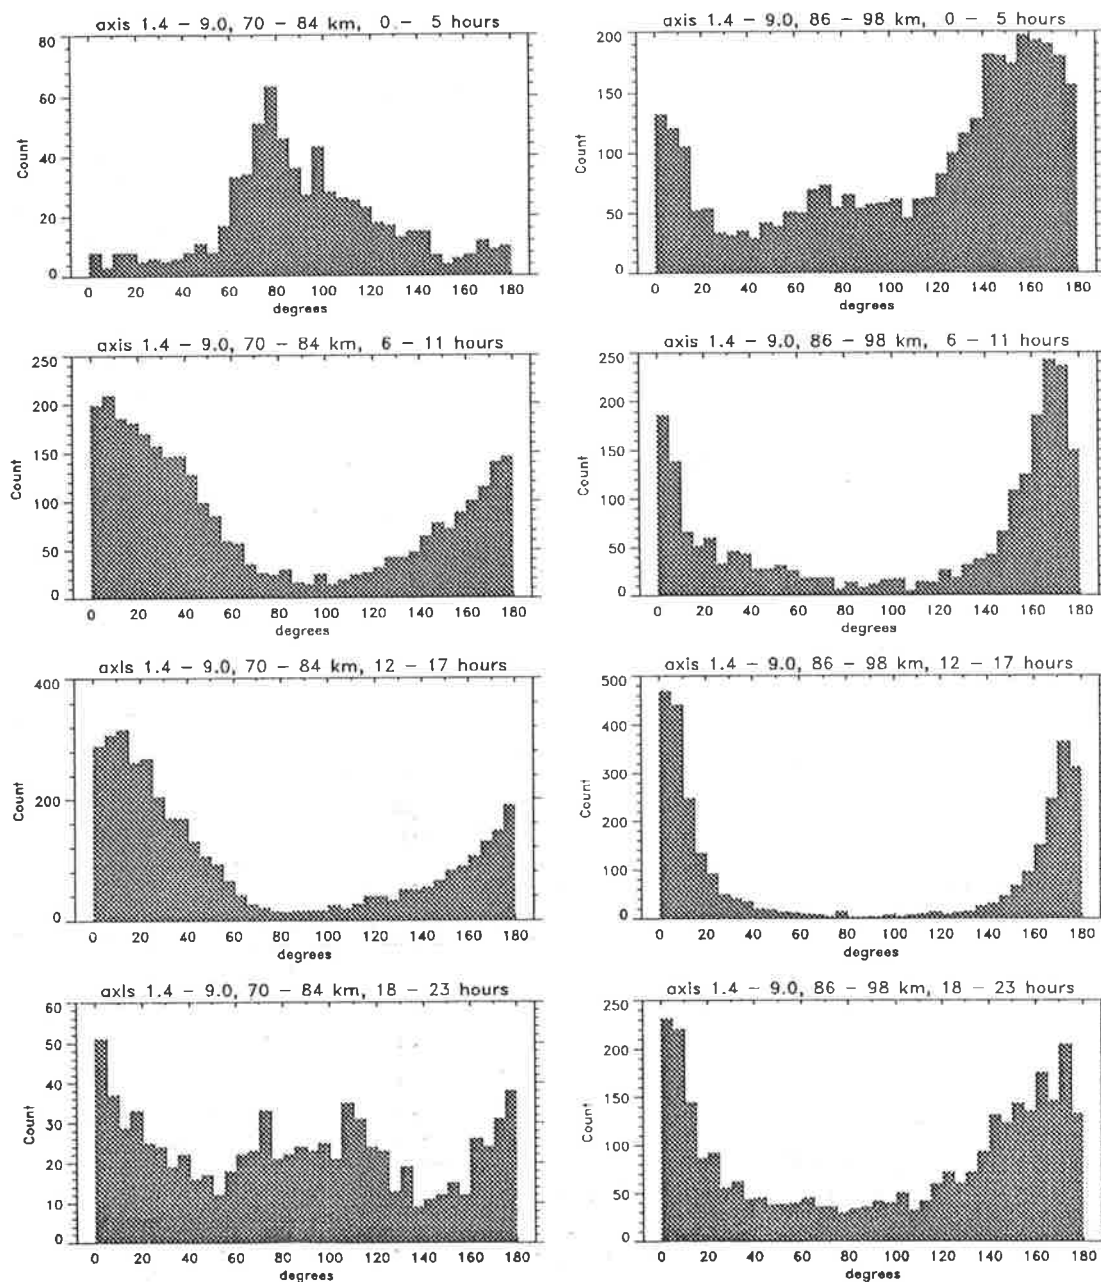 axis 1.4 – 9.0, 70 – 84 km,  0 –  5 hours
80
60
40
20
0
Count
0 20 40 60 80 100 120 140 160 180
degrees
axis 1.4 – 9.0, 86 – 98 km,  0 –  5 hours
200
150
100
50
0
Count
0 20 40 60 80 100 120 140 160 180
degrees
axis 1.4 – 9.0, 70 – 84 km,  6 – 11 hours
250
200
150
100
50
0
Count
0 20 40 60 80 100 120 140 160 180
degrees
axis 1.4 – 9.0, 86 – 98 km,  6 – 11 hours
250
200
150
100
50
0
Count
0 20 40 60 80 100 120 140 160 180
degrees
axis 1.4 – 9.0, 70 – 84 km, 12 – 17 hours
400
200
0
Count
0 20 40 60 80 100 120 140 160 180
degrees
axis 1.4 – 9.0, 86 – 98 km, 12 – 17 hours
500
400
300
200
100
0
Count
0 20 40 60 80 100 120 140 160 180
degrees
axis 1.4 – 9.0, 70 – 84 km, 18 – 23 hours
60
50
40
30
20
10
0
Count
0 20 40 60 80 100 120 140 160 180
degrees
axis 1.4 – 9.0, 86 – 98 km, 18 – 23 hours
250
200
150
100
50
0
Count
0 20 40 60 80 100 120 140 160 180
degrees